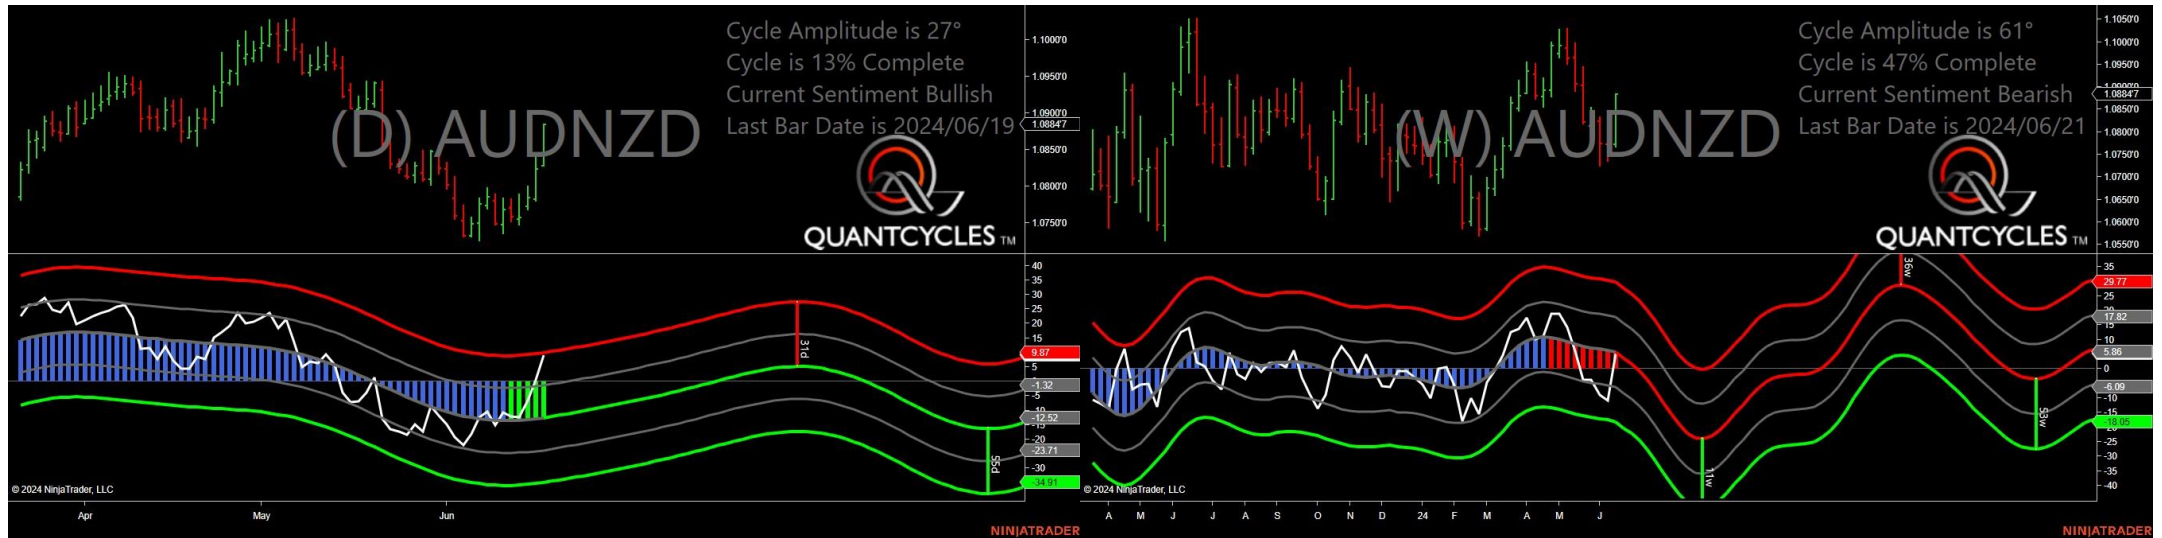 Cycle Amplitude is 27°
Cycle is 13% Complete
Current Sentiment Bullish
Last Bar Date is 2024/06/19
(D) AUDNZD
QUANTCYCLES TM
1.1000'0
1.0950'0
1.0900'0
1.0884'7
1.0850'0
1.0800'0
1.0750'0
40
35
30
25
20
15
9.87
5
-1.32
-5
-10
-12.52
-15
-20
-23.71
-30
-34.91
31d
55d
© 2024 NinjaTrader, LLC
Apr
May
Jun
NINJATRADER
Cycle Amplitude is 61°
Cycle is 47% Complete
Current Sentiment Bearish
Last Bar Date is 2024/06/21
(W) AUDNZD
QUANTCYCLES TM
1.1050'0
1.1000'0
1.0950'0
1.0884'7
1.0850'0
1.0800'0
1.0750'0
1.0700'0
1.0650'0
1.0600'0
1.0550'0
35
29.77
25
17.82
15
10
5.86
0
-6.09
-10
-15
-18.05
-25
-30
-35
-40
36w
11w
53w
© 2024 NinjaTrader, LLC
A
M
J
J
A
S
O
N
D
24
F
M
A
M
J
NINJATRADER